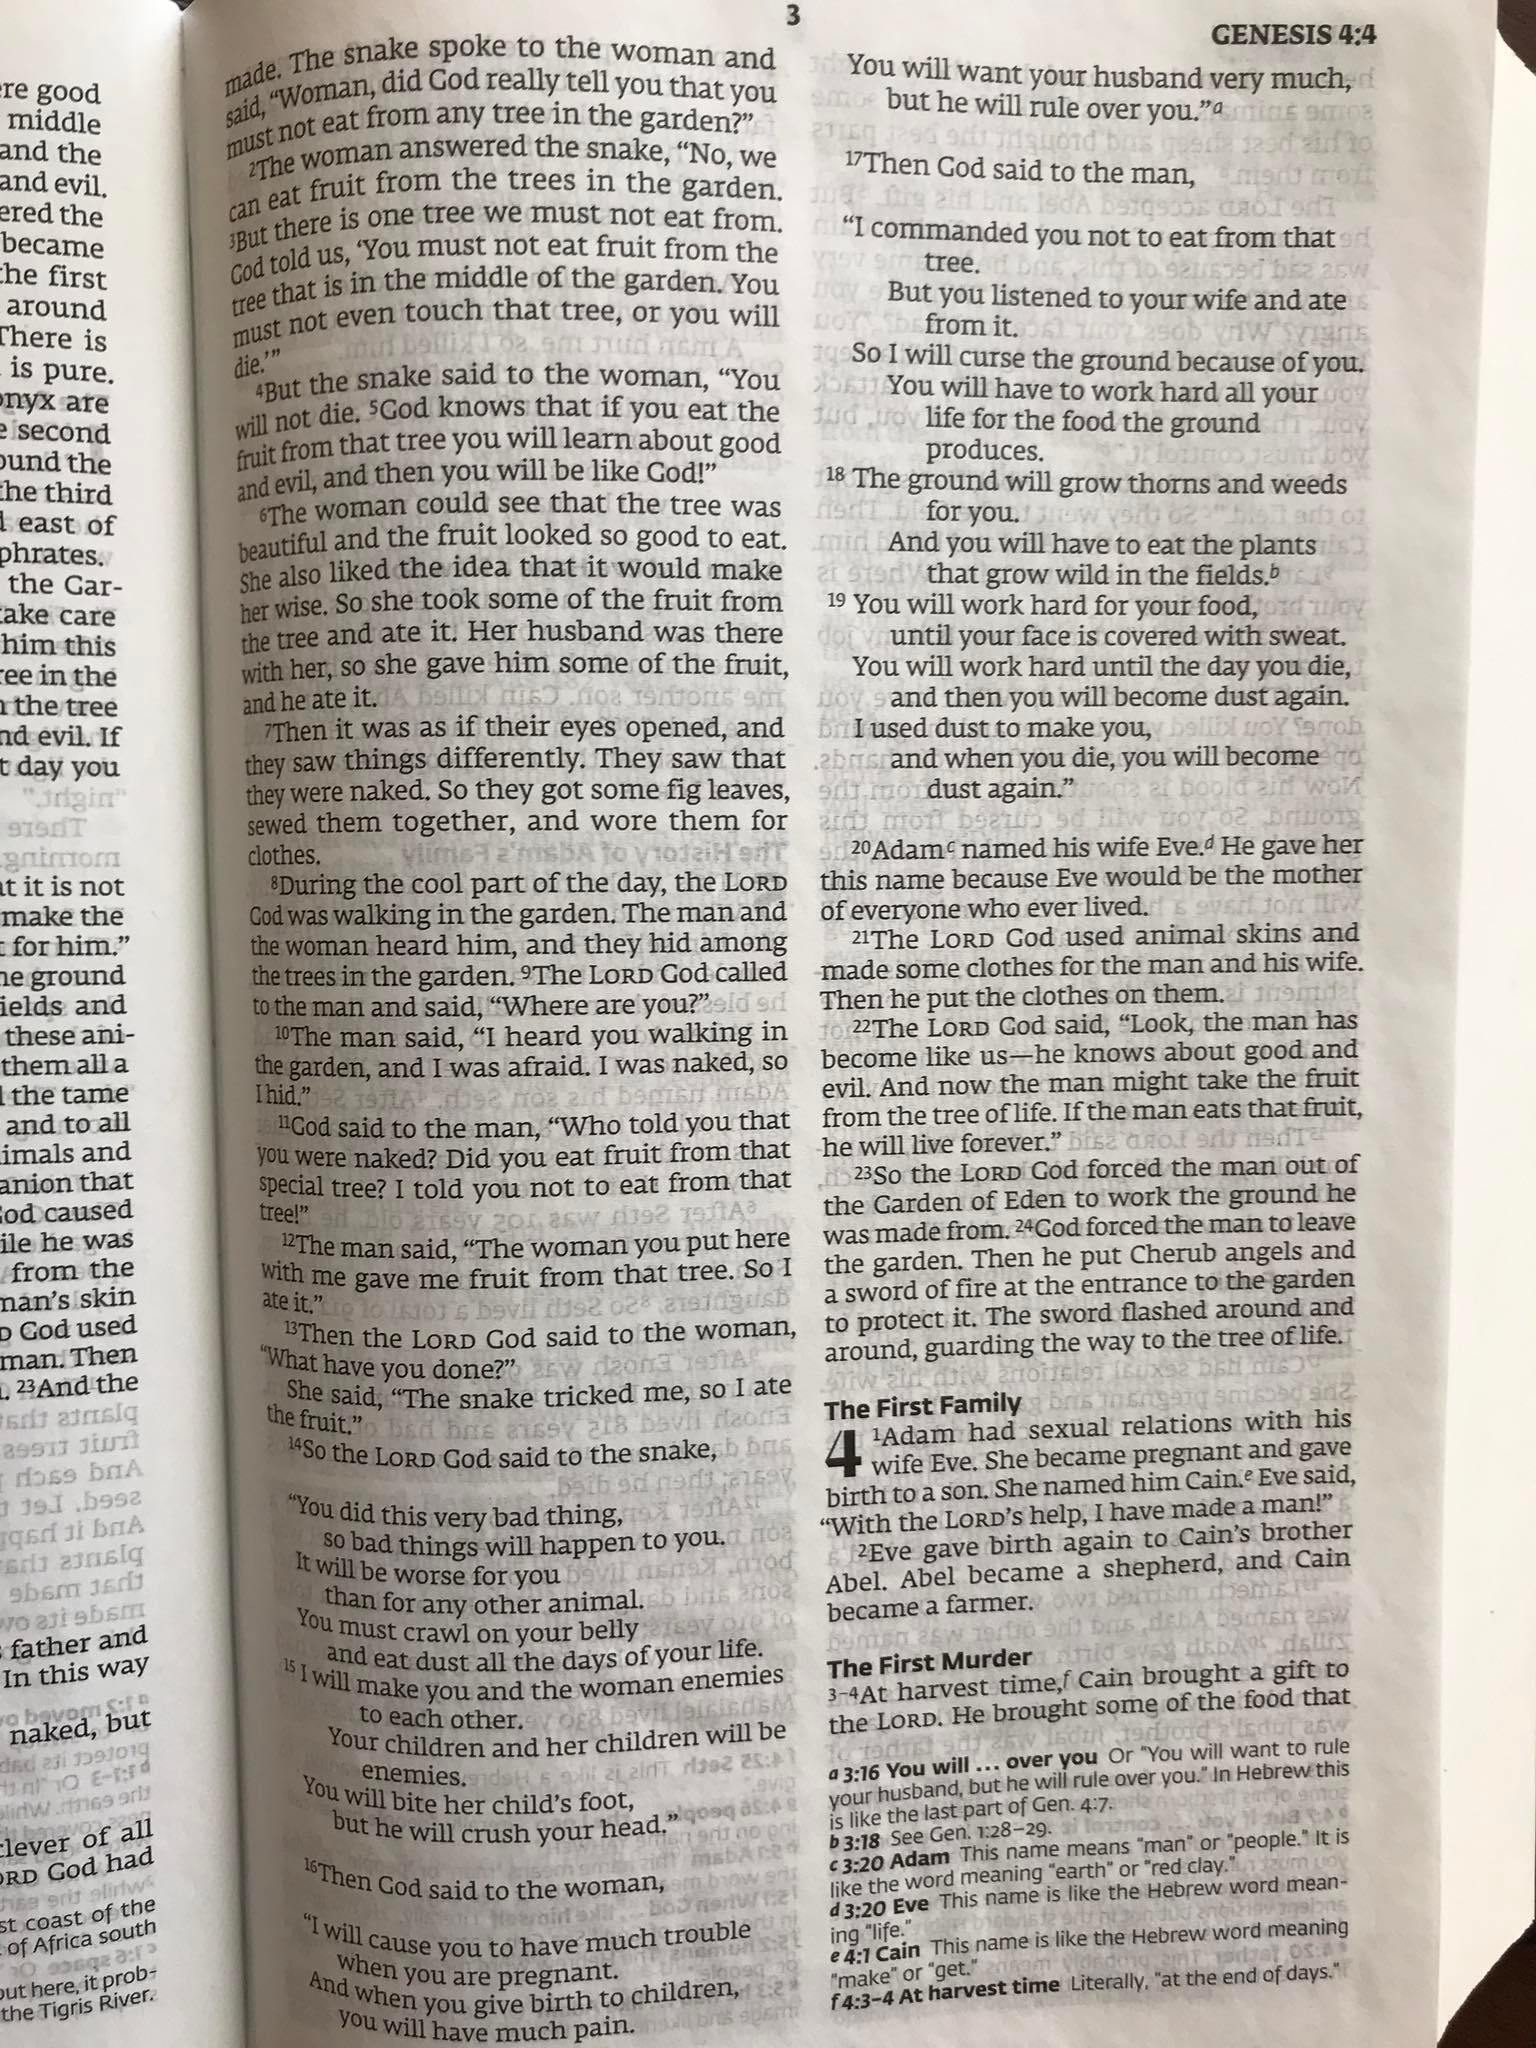 re good
middle
and the
and evil.
ered the
became
the first
around
There is
is pure.
onyx are
e second
ound the
the third
d east of
phrates.
the Gar-
take care
him this
ree in the
n the tree
nd evil. If
t day you
at it is not
make the
t for him."
he ground
ields and
these ani-
them all a
l the tame
and to all
imals and
anion that
God caused
ile he was
from the
man's skin
D God used
man. Then
. 23And the
father and
In this way
naked, but
clever of all
ORD God had
st coast of the
of Africa south
out here, it prob-
the Tigris River.
3
GENESIS 4:4
made. The snake spoke to the woman and
said, “Woman, did God really tell you that you
must not eat from any tree in the garden?”
2The woman answered the snake, “No, we
can eat fruit from the trees in the garden.
3But there is one tree we must not eat from.
God told us, ‘You must not eat fruit from the
tree that is in the middle of the garden. You
must not even touch that tree, or you will
die.’”
4But the snake said to the woman, “You
will not die. 5God knows that if you eat the
fruit from that tree you will learn about good
and evil, and then you will be like God!”
6The woman could see that the tree was
beautiful and the fruit looked so good to eat.
She also liked the idea that it would make
her wise. So she took some of the fruit from
the tree and ate it. Her husband was there
with her, so she gave him some of the fruit,
and he ate it.
7Then it was as if their eyes opened, and
they saw things differently. They saw that
they were naked. So they got some fig leaves,
sewed them together, and wore them for
clothes.
8During the cool part of the day, the LORD
God was walking in the garden. The man and
the woman heard him, and they hid among
the trees in the garden. 9The LORD God called
to the man and said, “Where are you?”
10The man said, “I heard you walking in
the garden, and I was afraid. I was naked, so
I hid.”
11God said to the man, “Who told you that
you were naked? Did you eat fruit from that
special tree? I told you not to eat from that
tree!”
12The man said, “The woman you put here
with me gave me fruit from that tree. So I
ate it.”
13Then the LORD God said to the woman,
“What have you done?”
She said, “The snake tricked me, so I ate
the fruit.”
14So the LORD God said to the snake,
“You did this very bad thing,
so bad things will happen to you.
It will be worse for you
than for any other animal.
You must crawl on your belly
and eat dust all the days of your life.
15 I will make you and the woman enemies
to each other.
Your children and her children will be
enemies.
You will bite her child’s foot,
but he will crush your head.”
16Then God said to the woman,
“I will cause you to have much trouble
when you are pregnant.
And when you give birth to children,
you will have much pain.
You will want your husband very much,
but he will rule over you.”a
17Then God said to the man,
“I commanded you not to eat from that
tree.
But you listened to your wife and ate
from it.
So I will curse the ground because of you.
You will have to work hard all your
life for the food the ground
produces.
18 The ground will grow thorns and weeds
for you.
And you will have to eat the plants
that grow wild in the fields.b
19 You will work hard for your food,
until your face is covered with sweat.
You will work hard until the day you die,
and then you will become dust again.
I used dust to make you,
and when you die, you will become
dust again.”
20Adamc named his wife Eve.d He gave her
this name because Eve would be the mother
of everyone who ever lived.
21The LORD God used animal skins and
made some clothes for the man and his wife.
Then he put the clothes on them.
22The LORD God said, “Look, the man has
become like us—he knows about good and
evil. And now the man might take the fruit
from the tree of life. If the man eats that fruit,
he will live forever.”
23So the LORD God forced the man out of
the Garden of Eden to work the ground he
was made from. 24God forced the man to leave
the garden. Then he put Cherub angels and
a sword of fire at the entrance to the garden
to protect it. The sword flashed around and
around, guarding the way to the tree of life.
The First Family
4 1Adam had sexual relations with his
wife Eve. She became pregnant and gave
birth to a son. She named him Cain.e Eve said,
“With the LORD’s help, I have made a man!”
2Eve gave birth again to Cain’s brother
Abel. Abel became a shepherd, and Cain
became a farmer.
The First Murder
3–4At harvest time,f Cain brought a gift to
the LORD. He brought some of the food that
a 3:16 You will … over you Or “You will want to rule
your husband, but he will rule over you.” In Hebrew this
is like the last part of Gen. 4:7.
b 3:18 See Gen. 1:28–29.
c 3:20 Adam This name means “man” or “people.” It is
like the word meaning “earth” or “red clay.”
d 3:20 Eve This name is like the Hebrew word mean-
ing “life.”
e 4:1 Cain This name is like the Hebrew word meaning
“make” or “get.”
f 4:3–4 At harvest time Literally, “at the end of days.”